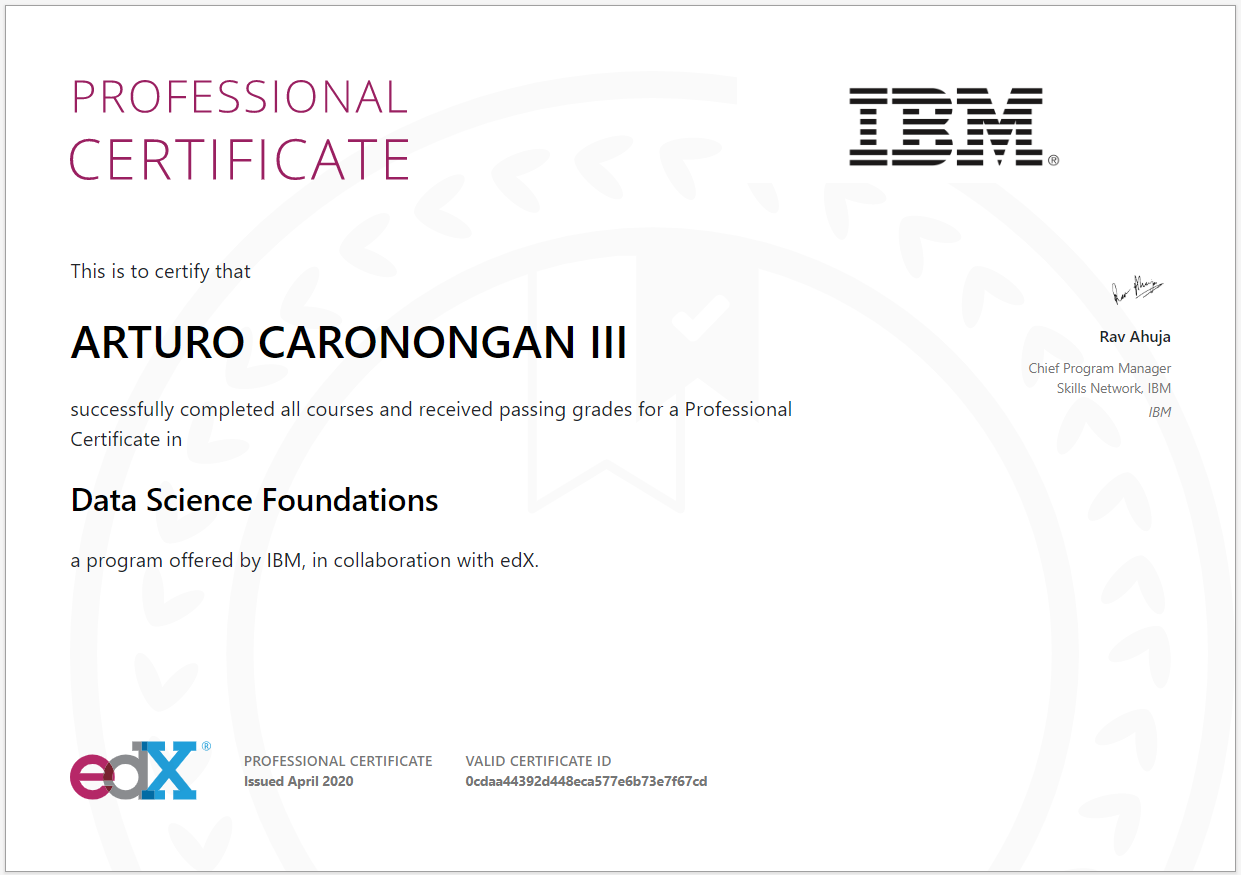 PROFESSIONAL
CERTIFICATE
IBM®
This is to certify that
ARTURO CARONONGAN III
successfully completed all courses and received passing grades for a Professional
Certificate in
Data Science Foundations
a program offered by IBM, in collaboration with edX.
Rav Ahuja
Rav Ahuja
Chief Program Manager
Skills Network, IBM
IBM
edX®
PROFESSIONAL CERTIFICATE
Issued April 2020
VALID CERTIFICATE ID
0cdaa44392d448eca577e6b73e7f67cd